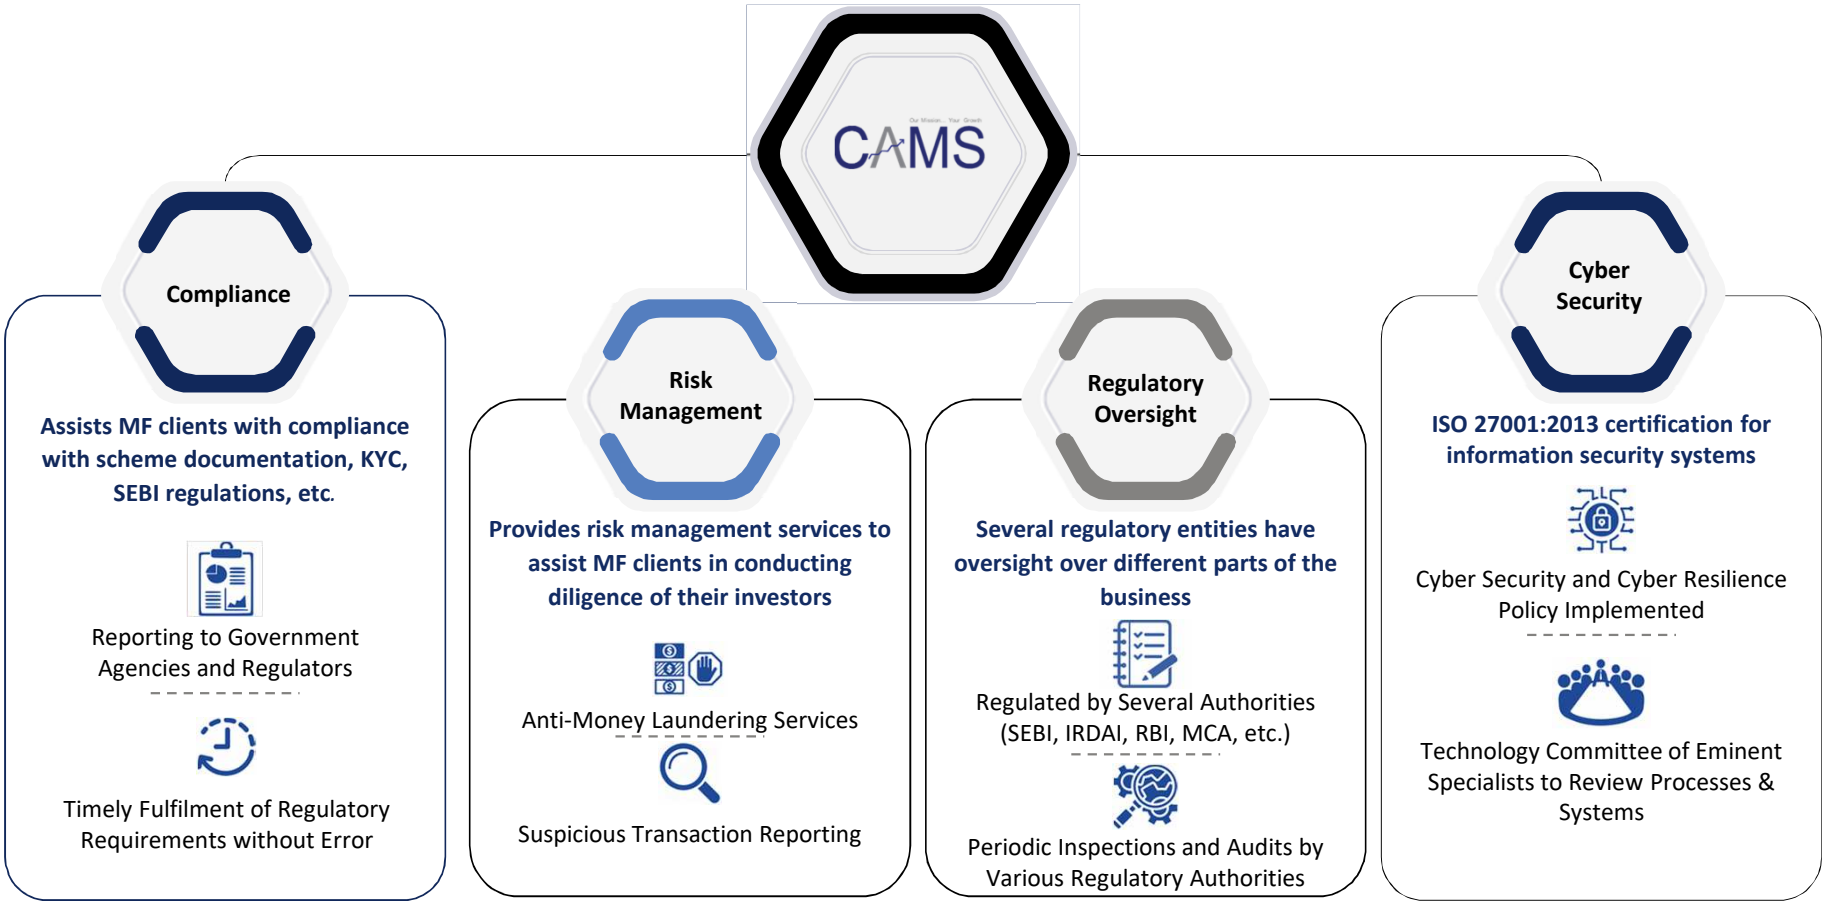 Our Mission... Your Growth
CAMS
Compliance
Assists MF clients with compliance
with scheme documentation, KYC,
SEBI regulations, etc.
Reporting to Government
Agencies and Regulators
Timely Fulfilment of Regulatory
Requirements without Error
Risk
Management
Provides risk management services to
assist MF clients in conducting
diligence of their investors
Anti-Money Laundering Services
Suspicious Transaction Reporting
Regulatory
Oversight
Several regulatory entities have
oversight over different parts of the
business
Regulated by Several Authorities
(SEBI, IRDAI, RBI, MCA, etc.)
Periodic Inspections and Audits by
Various Regulatory Authorities
Cyber
Security
ISO 27001:2013 certification for
information security systems
Cyber Security and Cyber Resilience
Policy Implemented
Technology Committee of Eminent
Specialists to Review Processes &
Systems